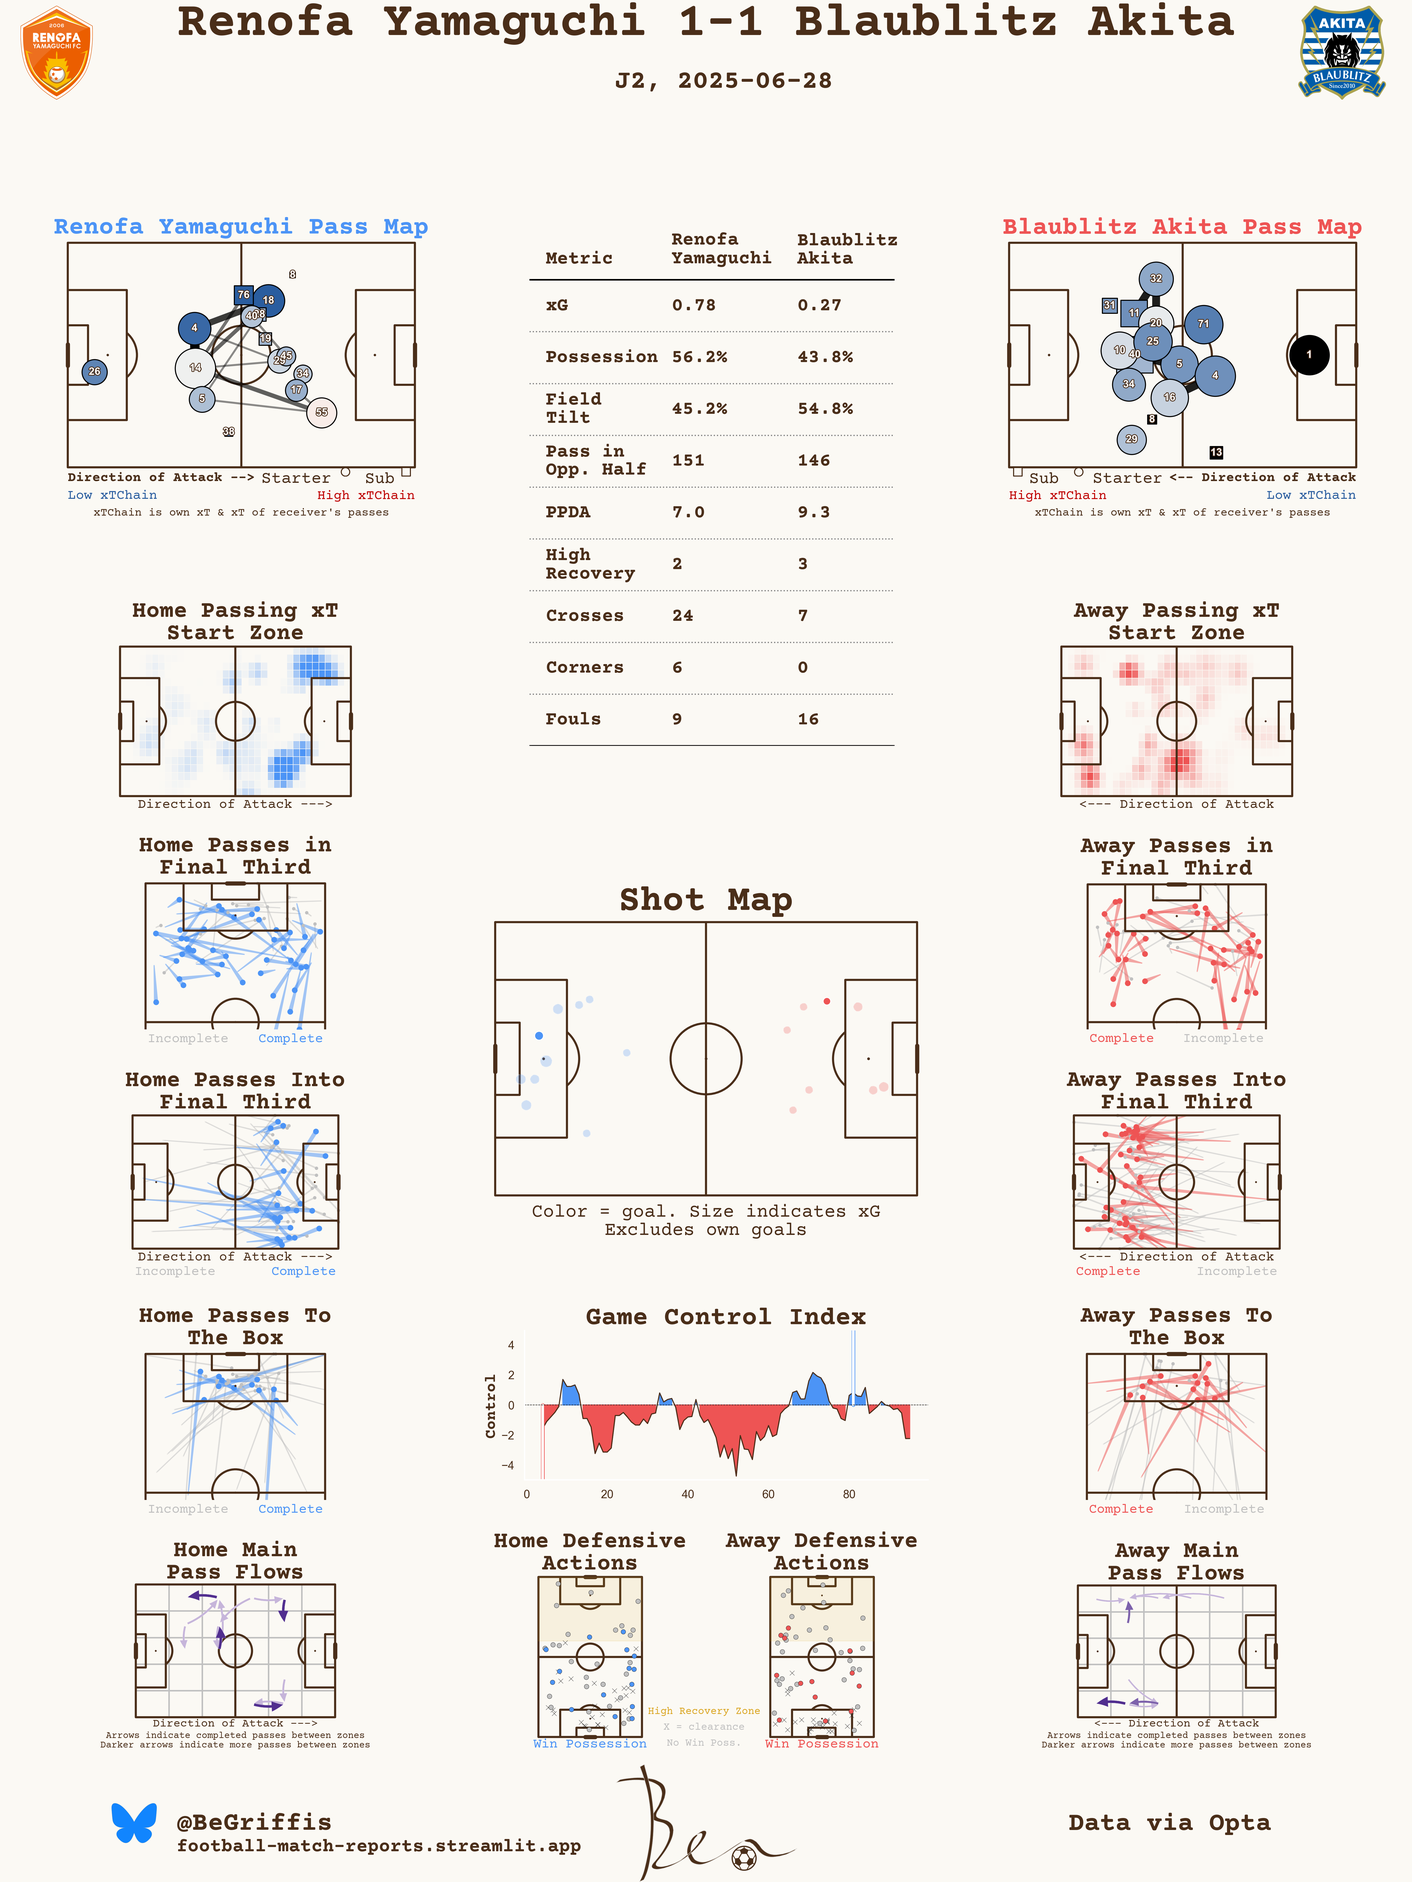 Renofa Yamaguchi 1-1 Blaublitz Akita
J2, 2025-06-28
2006
RENOFA
YAMAGUCHI FC
AKITA
BLAUBLITZ
Since2010
Renofa Yamaguchi Pass Map
8
76
18
40
28
4
19
45
14
26
34
17
5
55
38
Direction of Attack --> Starter Sub
Low xTChain High xTChain
xTChain is own xT & xT of receiver's passes
Metric Renofa Yamaguchi Blaublitz Akita
xG 0.78 0.27
Possession 56.2% 43.8%
Field Tilt 45.2% 54.8%
Pass in Opp. Half 151 146
PPDA 7.0 9.3
High Recovery 2 3
Crosses 24 7
Corners 6 0
Fouls 9 16
Blaublitz Akita Pass Map
32
31
11
20
71
25
10
40
1
5
4
34
16
8
29
13
Sub Starter <-- Direction of Attack
High xTChain Low xTChain
xTChain is own xT & xT of receiver's passes
Home Passing xT
Start Zone
Direction of Attack --->
Away Passing xT
Start Zone
<--- Direction of Attack
Home Passes in
Final Third
Incomplete Complete
Away Passes in
Final Third
Complete Incomplete
Shot Map
Color = goal. Size indicates xG
Excludes own goals
Home Passes Into
Final Third
Direction of Attack --->
Incomplete Complete
Away Passes Into
Final Third
<--- Direction of Attack
Complete Incomplete
Home Passes To
The Box
Incomplete Complete
Game Control Index
Control
4
2
0
−2
−4
0 20 40 60 80
Away Passes To
The Box
Complete Incomplete
Home Main
Pass Flows
Direction of Attack --->
Arrows indicate completed passes between zones
Darker arrows indicate more passes between zones
Home Defensive
Actions
Win Possession
High Recovery Zone
X = clearance
No Win Poss.
Away Defensive
Actions
Win Possession
Away Main
Pass Flows
<--- Direction of Attack
Arrows indicate completed passes between zones
Darker arrows indicate more passes between zones
@BeGriffis
football-match-reports.streamlit.app
Ben
Data via Opta